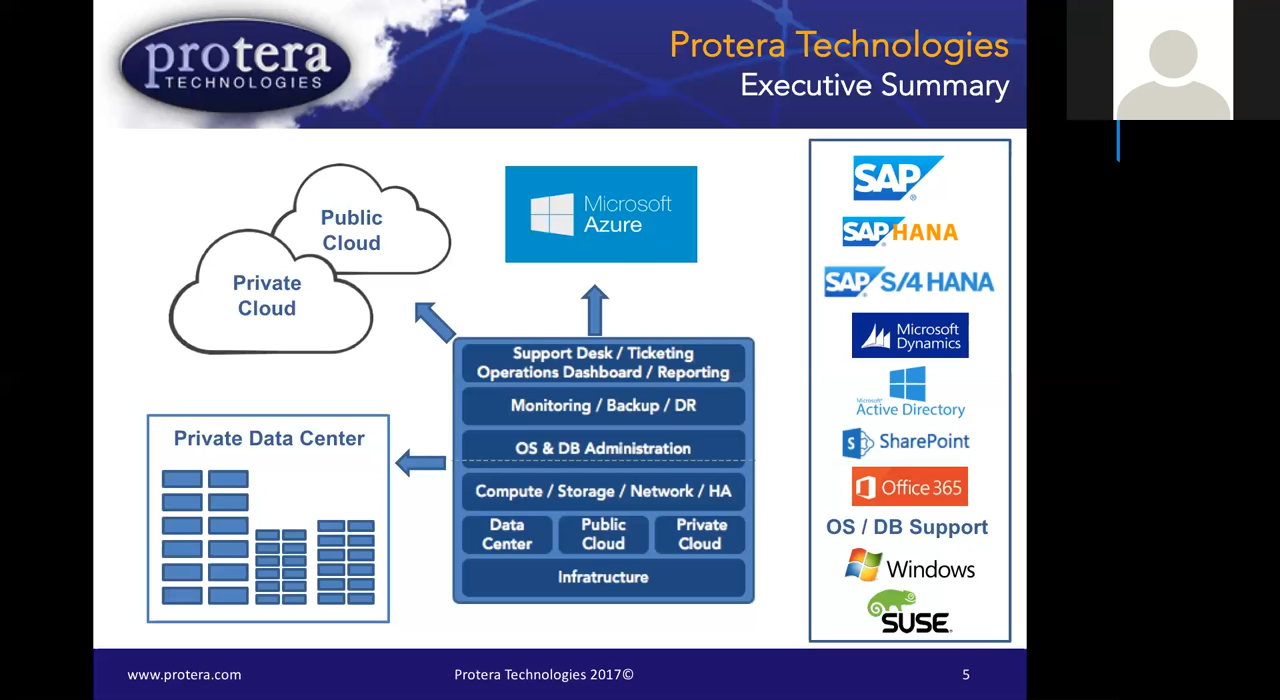 protera
TECHNOLOGIES
Protera Technologies
Executive Summary
Public
Cloud
Private
Cloud
Microsoft
Azure
Support Desk / Ticketing
Operations Dashboard / Reporting
Monitoring / Backup / DR
OS & DB Administration
Compute / Storage / Network / HA
Data
Center
Public
Cloud
Private
Cloud
Infratructure
Private Data Center
SAP®
SAP® HANA
SAP S/4 HANA
Microsoft
Dynamics
Microsoft®
Active Directory
S SharePoint
Office 365
OS / DB Support
Windows
SUSE.
www.protera.com
Protera Technologies 2017©
5